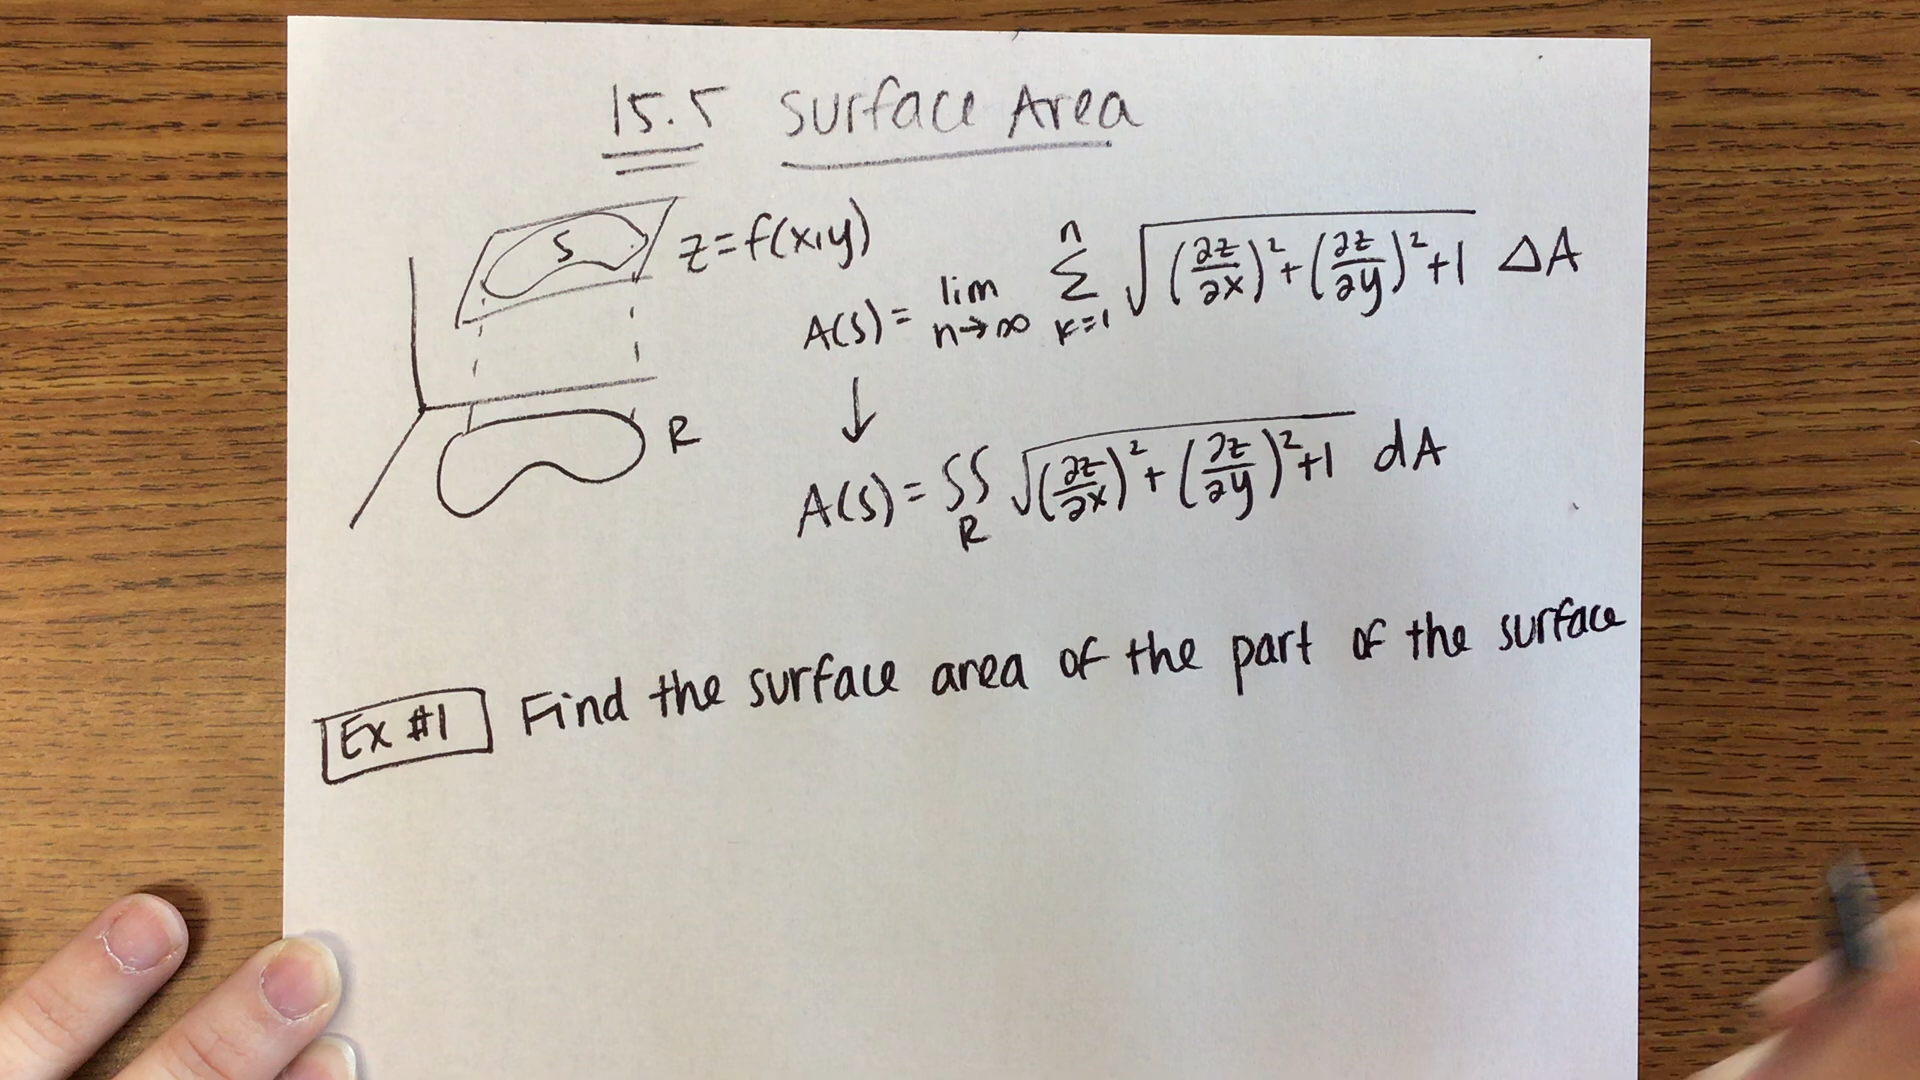 15.5 Surface Area
S
z=f(x,y)
A(S) = lim n→∞ Σ n k=1 √(∂z/∂x)²+(∂z/∂y)²+1 ΔA
↓
R
A(S) = ∫∫ R √(∂z/∂x)²+(∂z/∂y)²+1 dA
Ex #1 Find the surface area of the part of the surface